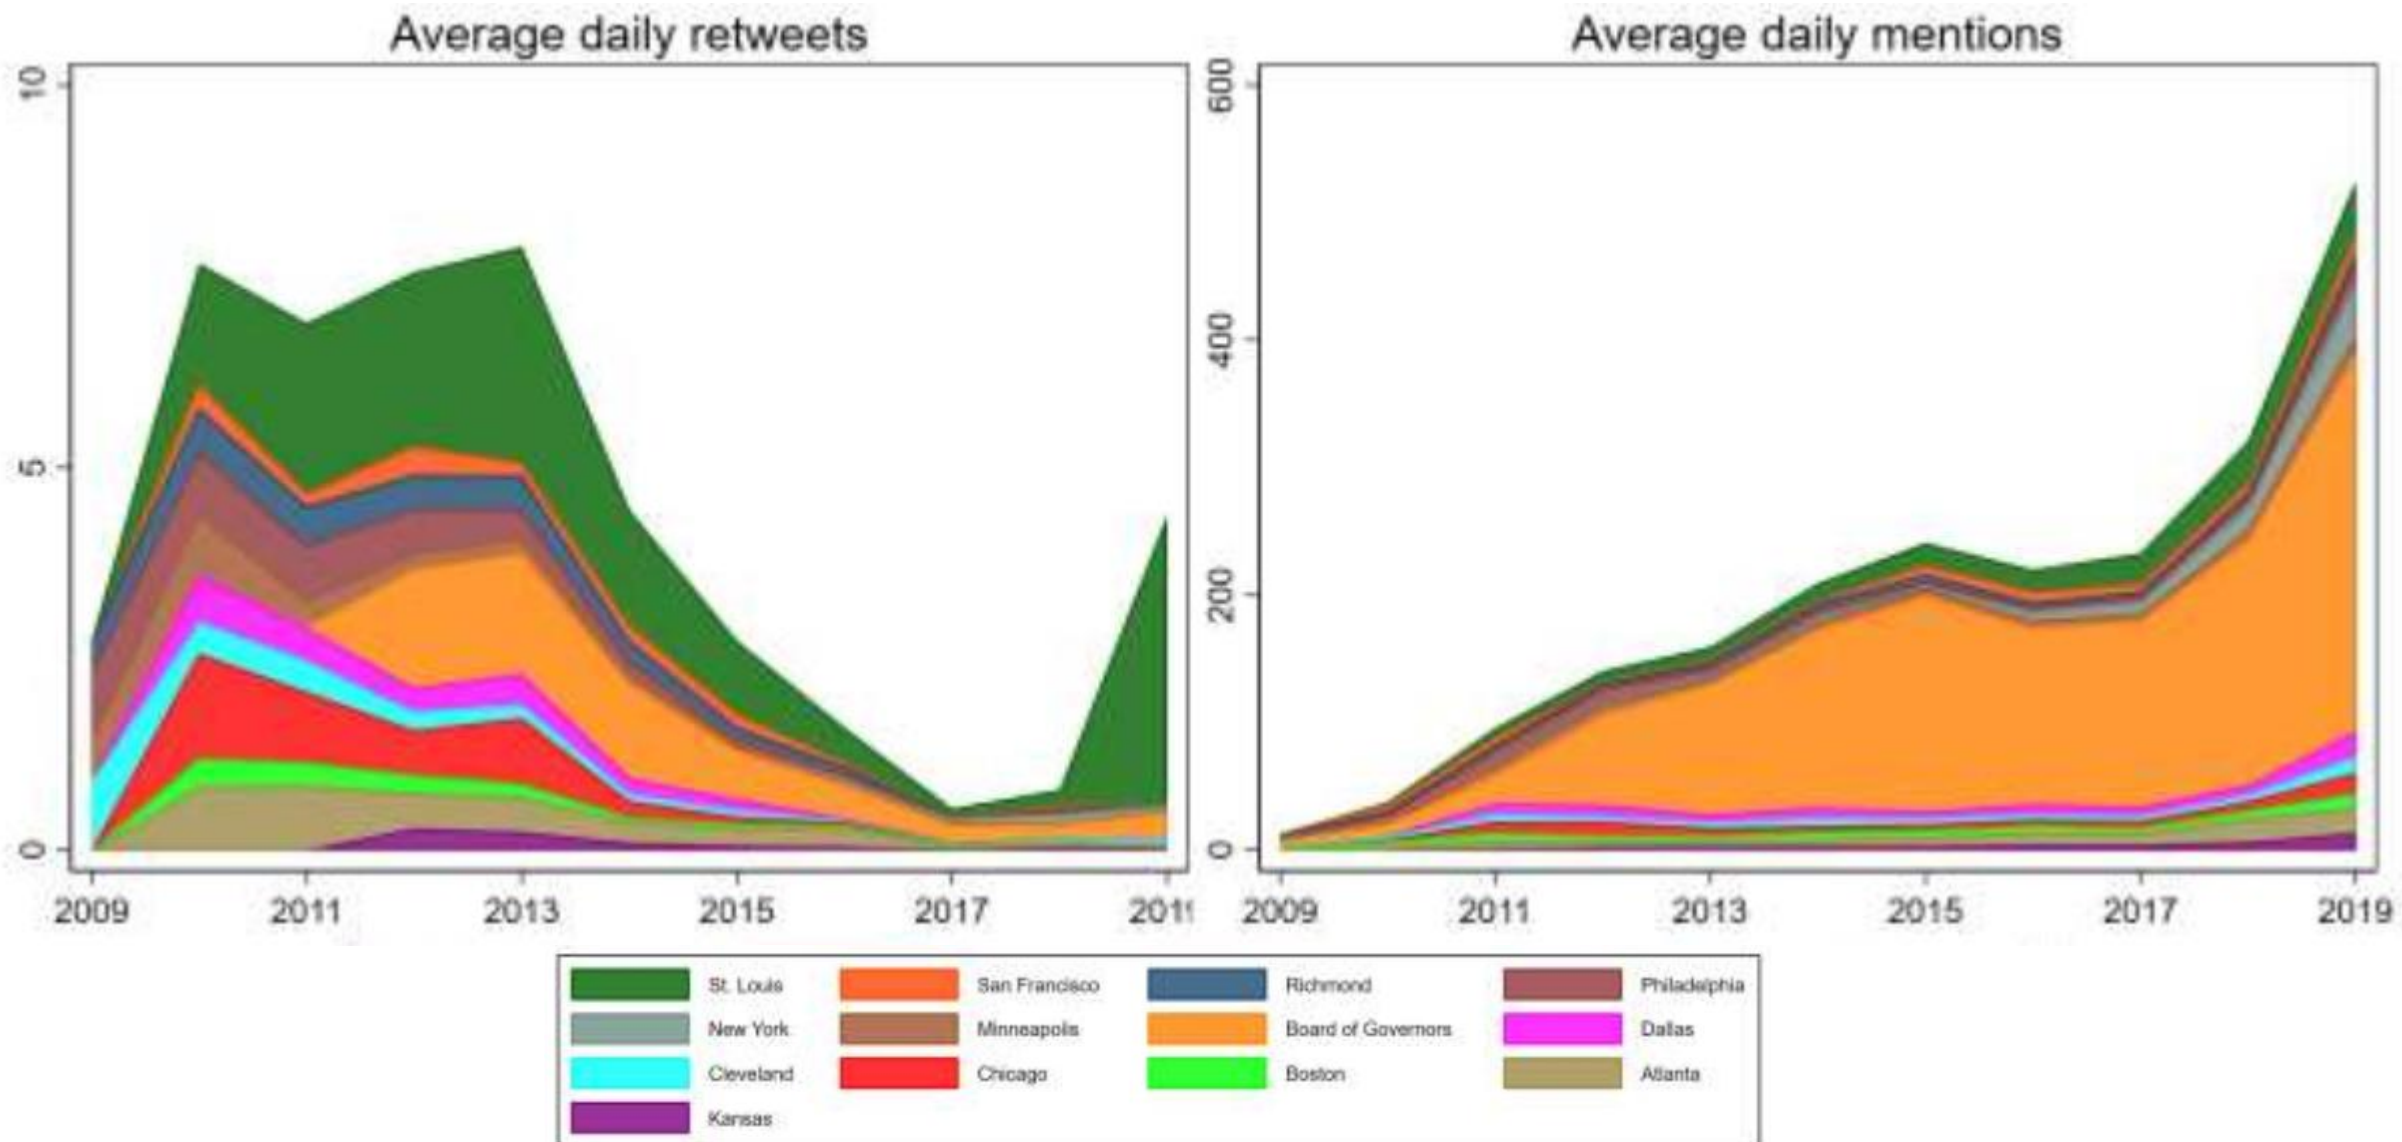 Average daily retweets
10
5
0
2009 2011 2013 2015 2017 2011
Average daily mentions
600
400
200
0
2009 2011 2013 2015 2017 2019
St. Louis San Francisco Richmond Philadelphia
New York Minneapolis Board of Governors Dallas
Cleveland Chicago Boston Atlanta
Kansas